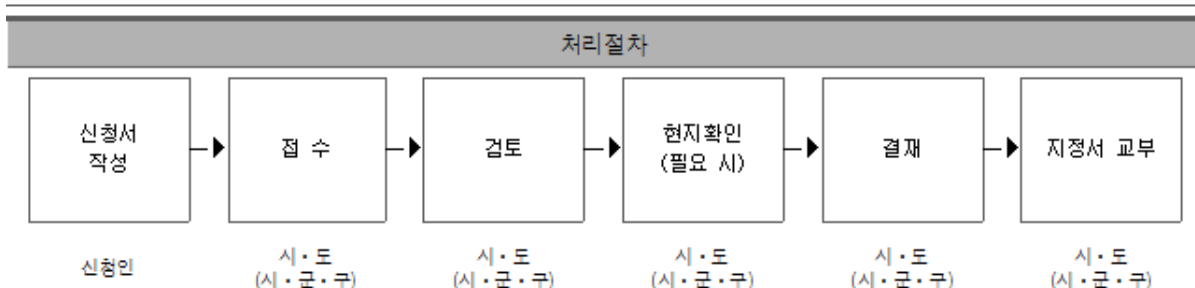 처리절차
신청서
작성
접 수
검토
현지확인
(필요 시)
결재
지정서 교부
신청인
시·도
(시·군·구)
시·도
(시·군·구)
시·도
(시·군·구)
시·도
(시·군·구)
시·도
(시·군·구)